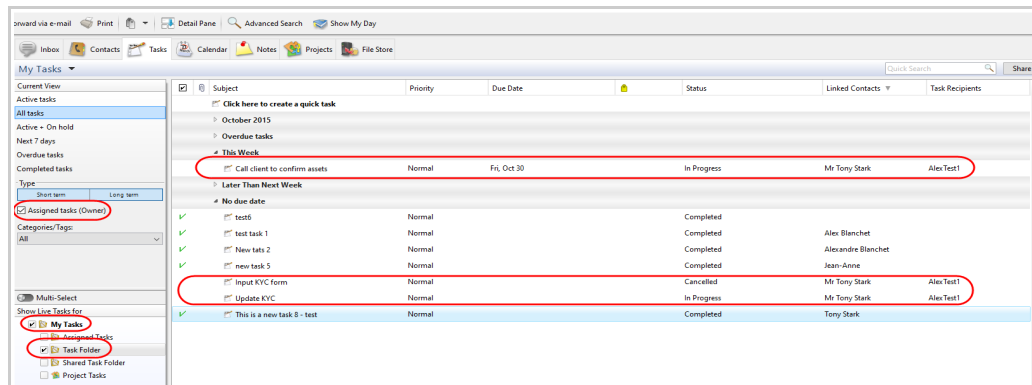 orward via e-mail Print Detail Pane Advanced Search Show My Day
Inbox Contacts Tasks Calendar Notes Projects File Store
My Tasks Quick Search Share
Current View
Active tasks
All tasks
Active + On hold
Next 7 days
Overdue tasks
Completed tasks
Type
Short term Long term
Assigned tasks (Owner)
Categories/Tags:
All
Multi-Select
Show Live Tasks for
My Tasks
Assigned Tasks
Task Folder
Shared Task Folder
Project Tasks
Subject Priority Due Date Status Linked Contacts Task Recipients
Click here to create a quick task
October 2015
Overdue tasks
This Week
Call client to confirm assets Normal Fri, Oct 30 In Progress Mr Tony Stark AlexTest1
Later Than Next Week
No due date
test6 Normal Completed
test task 1 Normal Completed Alex Blanchet
New tats 2 Normal Completed Alexandre Blanchet
new task 5 Normal Completed Jean-Anne
Input KYC form Normal Cancelled Mr Tony Stark AlexTest1
Update KYC Normal In Progress Mr Tony Stark AlexTest1
This is a new task 8 - test Normal Completed Tony Stark